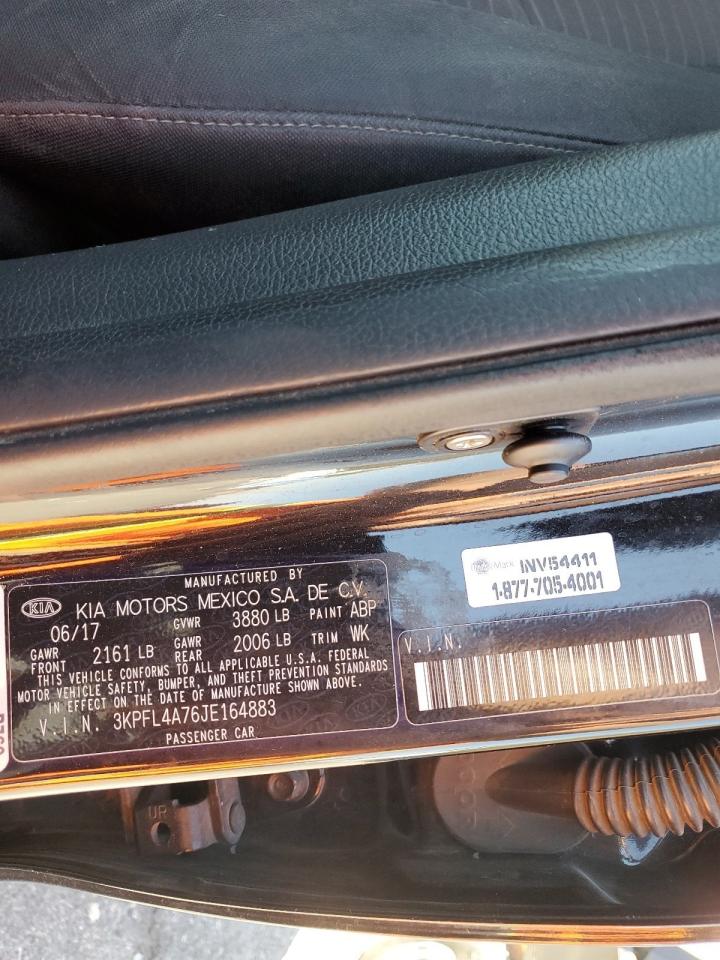 MANUFACTURED BY
KIA KIA MOTORS MEXICO S.A. DE C.V.
06/17 GVWR 3880 LB PAINT ABP
GAWR FRONT 2161 LB GAWR REAR 2006 LB TRIM WK
THIS VEHICLE CONFORMS TO ALL APPLICABLE U.S.A. FEDERAL
MOTOR VEHICLE SAFETY, BUMPER, AND THEFT PREVENTION STANDARDS
IN EFFECT ON THE DATE OF MANUFACTURE SHOWN ABOVE.
V.I.N. 3KPFL4A76JE164883
PASSENGER CAR
INV54411
1-877-705-4001
V.I.N.
UR